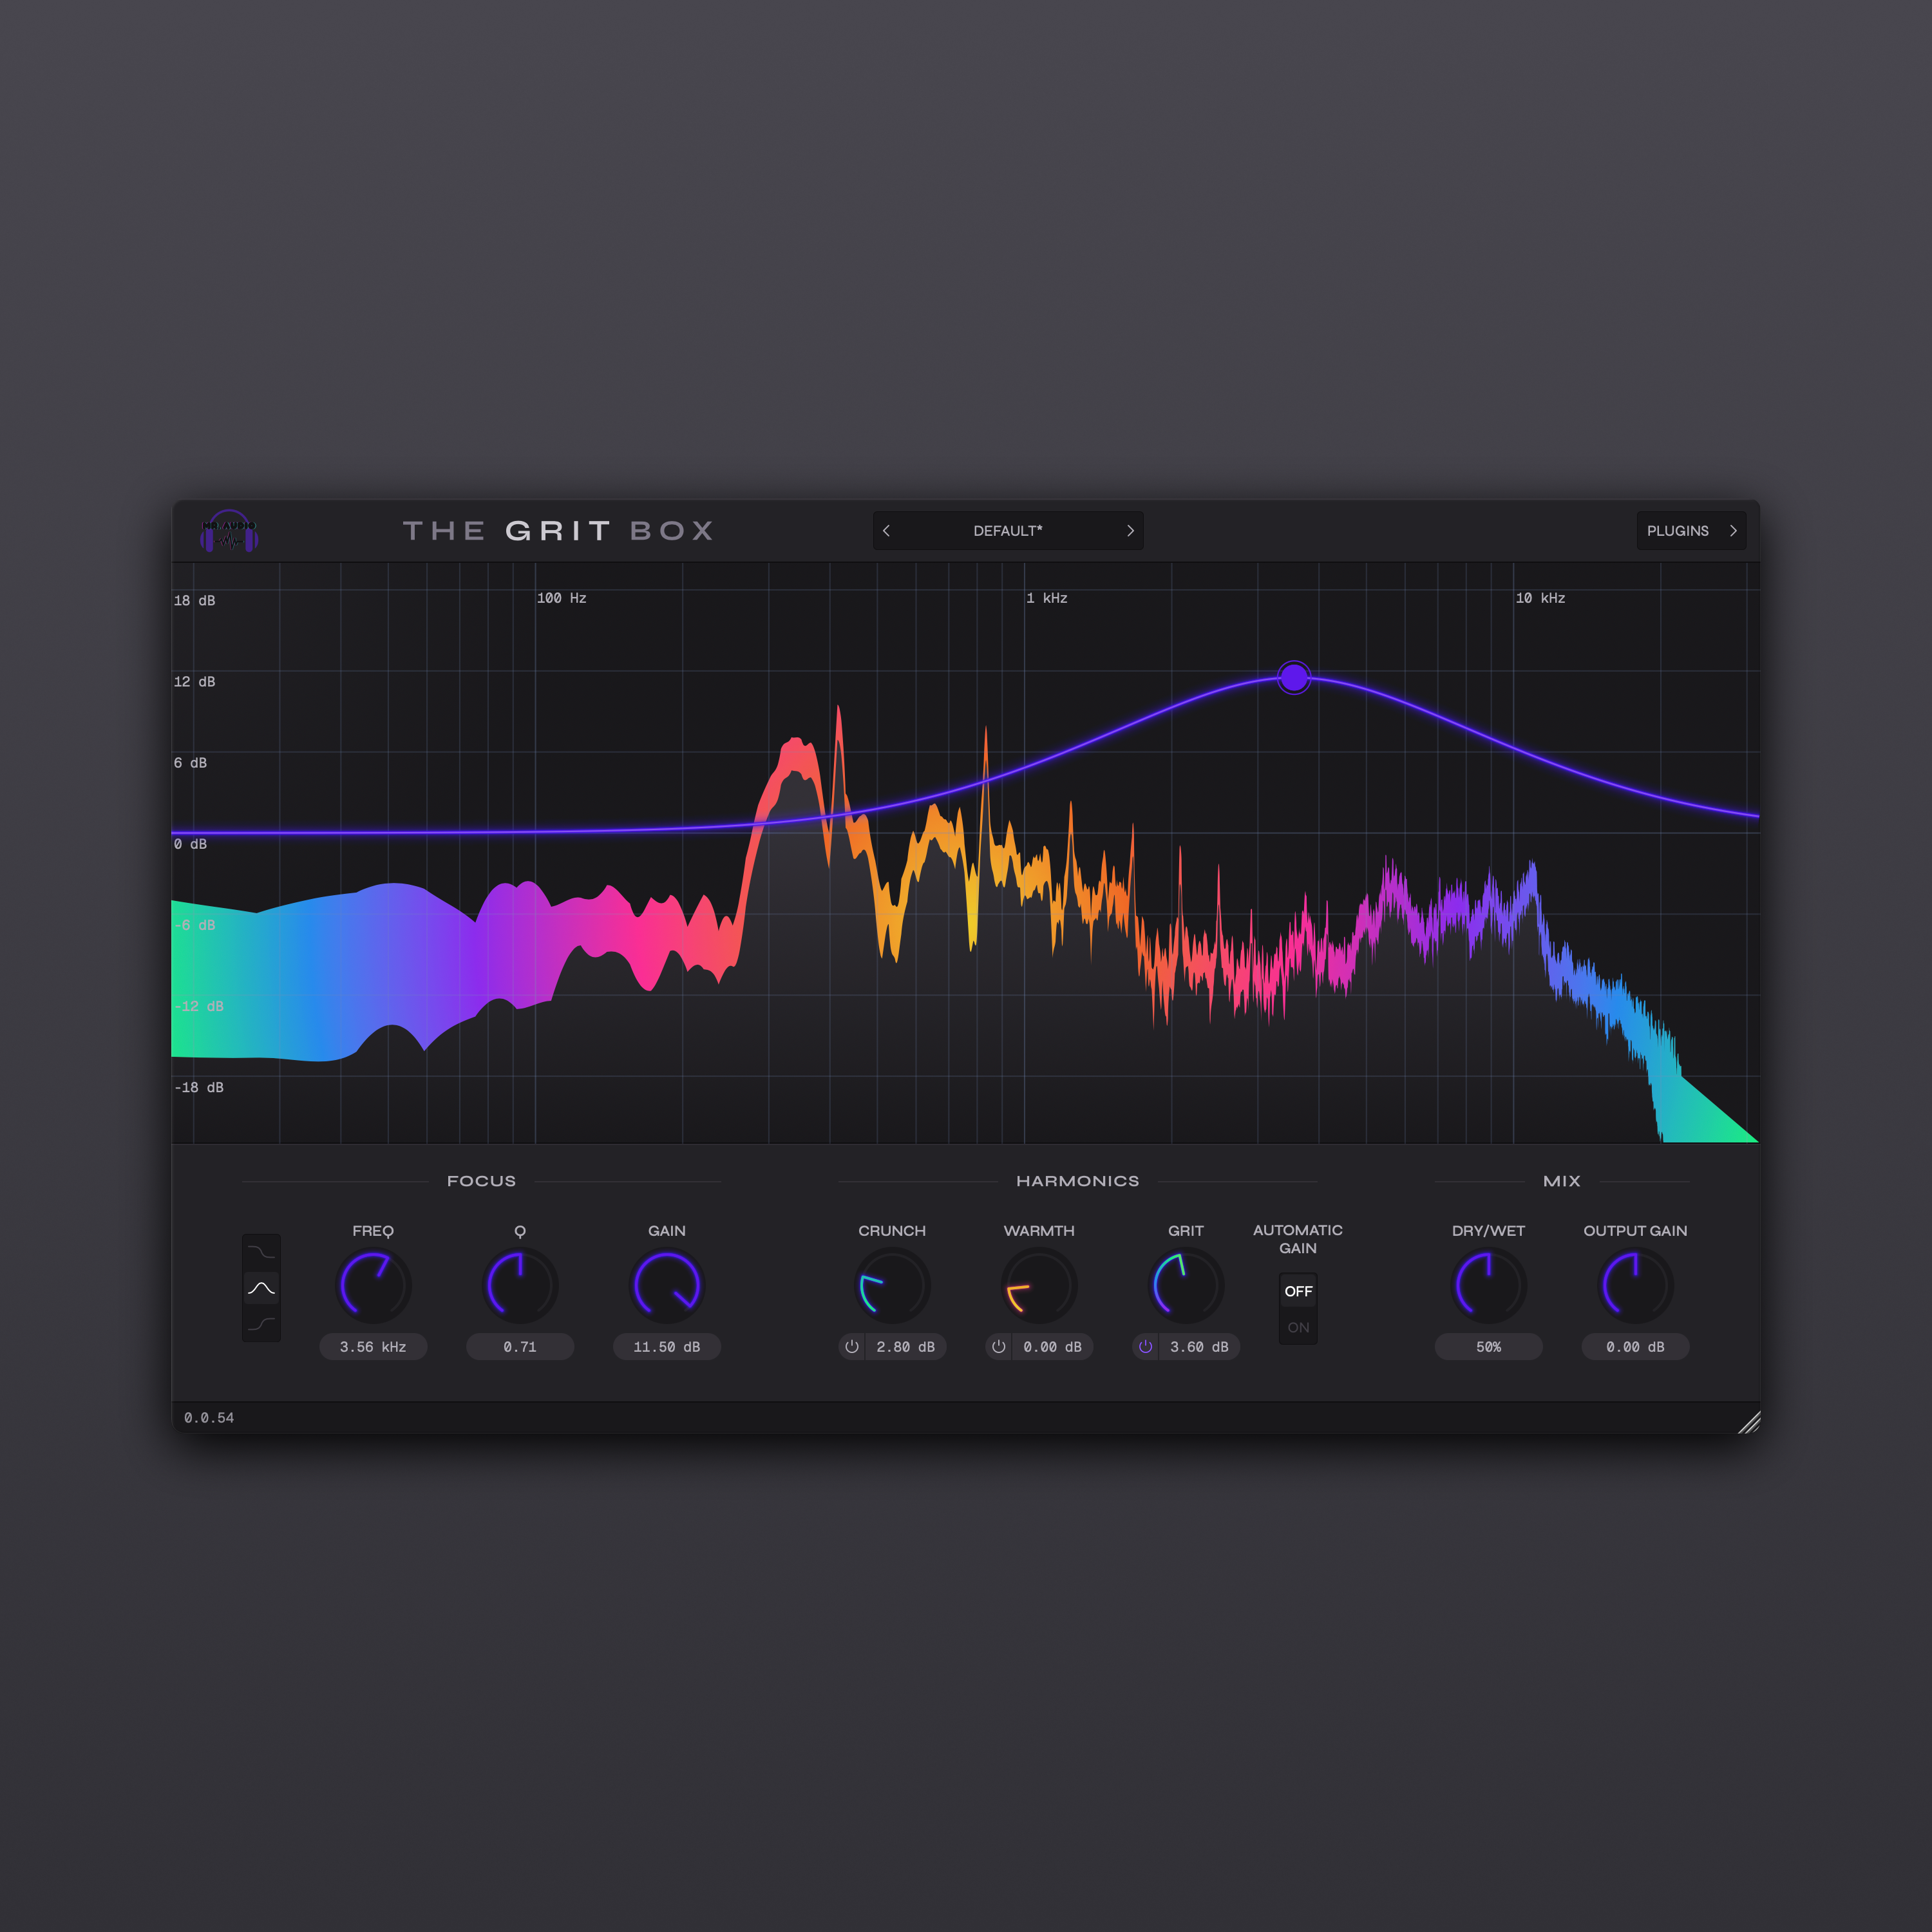 MR. AUDIO
THE GRIT BOX
DEFAULT*
PLUGINS
100 Hz
1 kHz
10 kHz
18 dB
12 dB
6 dB
0 dB
-6 dB
-12 dB
-18 dB
FOCUS
HARMONICS
MIX
FREQ
Q
GAIN
CRUNCH
WARMTH
GRIT
AUTOMATIC
GAIN
DRY/WET
OUTPUT GAIN
OFF
ON
3.56 kHz
0.71
11.50 dB
2.80 dB
0.00 dB
3.60 dB
50%
0.00 dB
0.0.54